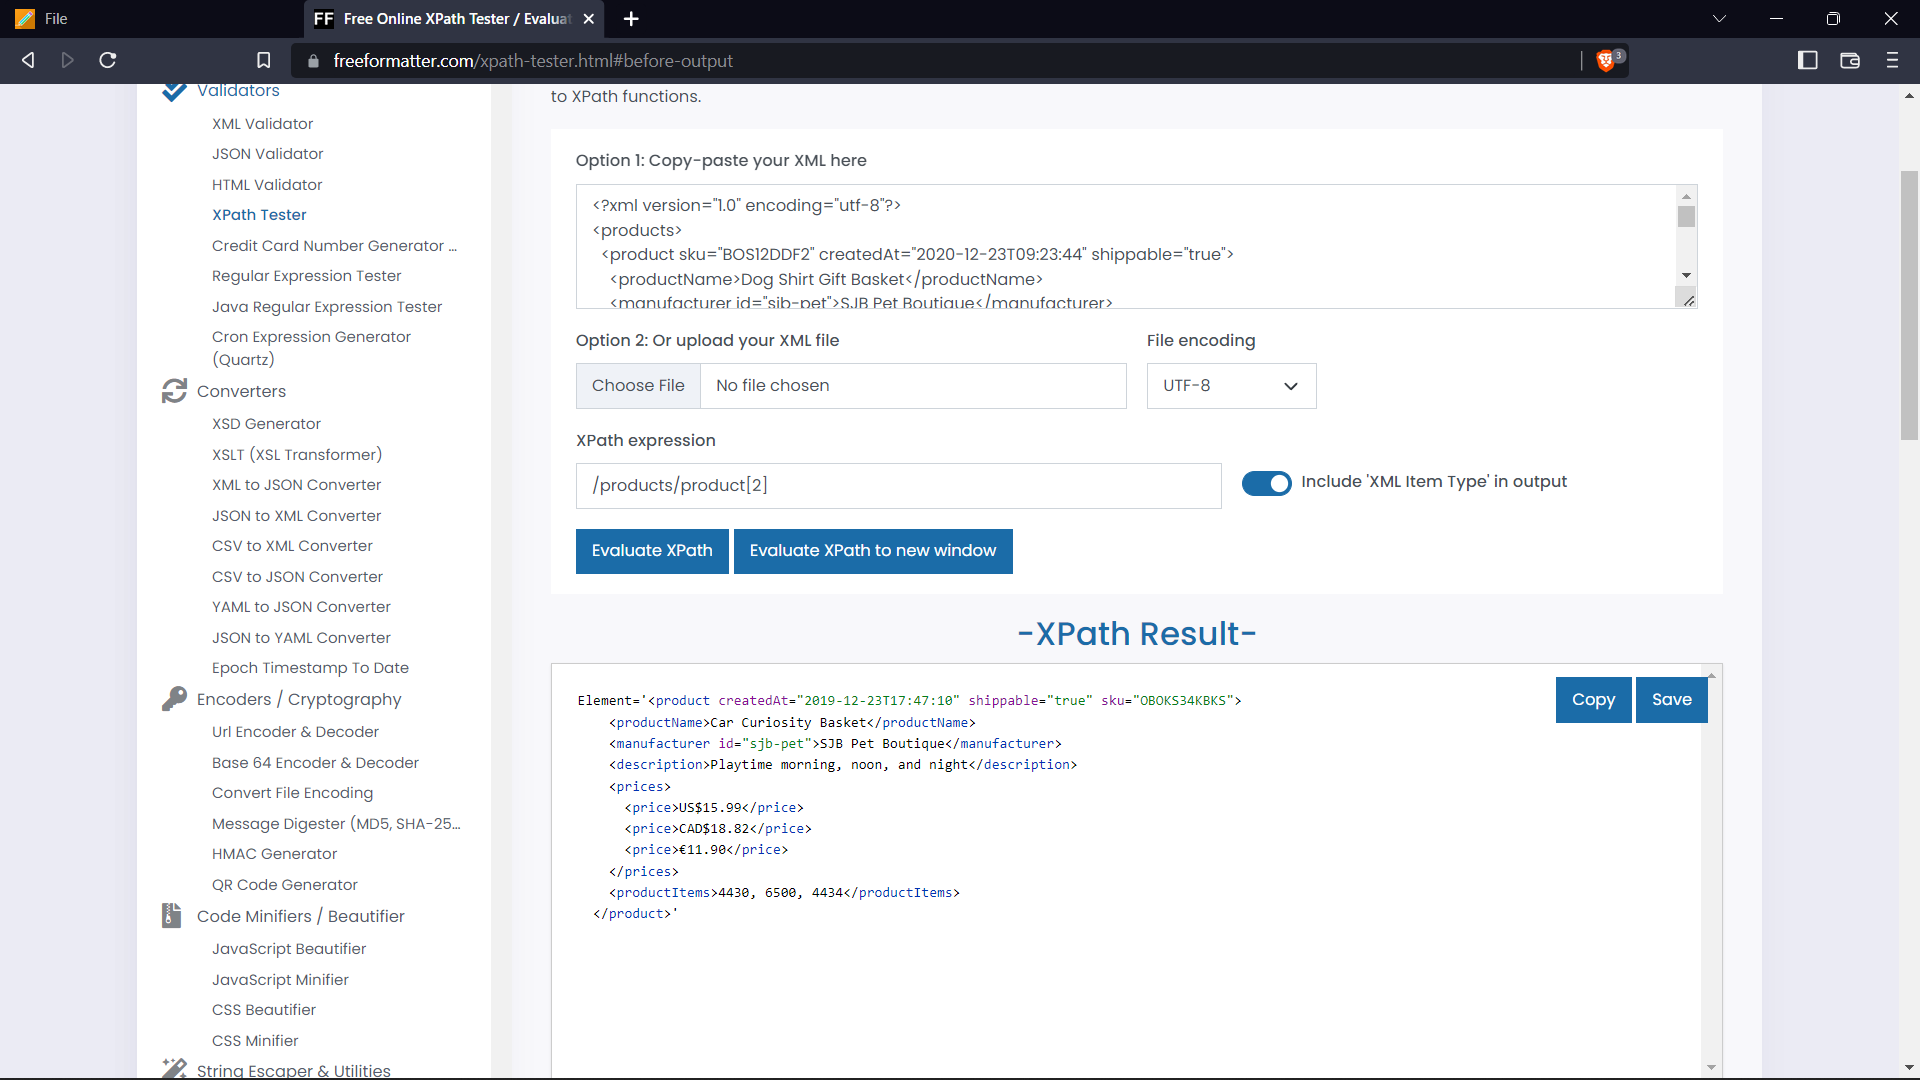 File
FF Free Online XPath Tester / Evaluat
freeformatter.com/xpath-tester.html#before-output
3
Validators
XML Validator
JSON Validator
HTML Validator
XPath Tester
Credit Card Number Generator ...
Regular Expression Tester
Java Regular Expression Tester
Cron Expression Generator
(Quartz)
Converters
XSD Generator
XSLT (XSL Transformer)
XML to JSON Converter
JSON to XML Converter
CSV to XML Converter
CSV to JSON Converter
YAML to JSON Converter
JSON to YAML Converter
Epoch Timestamp To Date
Encoders / Cryptography
Url Encoder & Decoder
Base 64 Encoder & Decoder
Convert File Encoding
Message Digester (MD5, SHA-25...
HMAC Generator
QR Code Generator
Code Minifiers / Beautifier
JavaScript Beautifier
JavaScript Minifier
CSS Beautifier
CSS Minifier
String Escaper & Utilities
to XPath functions.
Option 1: Copy-paste your XML here
<?xml version="1.0" encoding="utf-8"?>
<products>
<product sku="BOS12DDF2" createdAt="2020-12-23T09:23:44" shippable="true">
<productName>Dog Shirt Gift Basket</productName>
<manufacturer id="sjb-pet">SJB Pet Boutique</manufacturer>
Option 2: Or upload your XML file
File encoding
Choose File No file chosen
UTF-8
XPath expression
/products/product[2]
Include 'XML Item Type' in output
Evaluate XPath
Evaluate XPath to new window
-XPath Result-
Copy
Save
Element='<product createdAt="2019-12-23T17:47:10" shippable="true" sku="OBOKS34KBKS">
<productName>Car Curiosity Basket</productName>
<manufacturer id="sjb-pet">SJB Pet Boutique</manufacturer>
<description>Playtime morning, noon, and night</description>
<prices>
<price>US$15.99</price>
<price>CAD$18.82</price>
<price>€11.90</price>
</prices>
<productItems>4430, 6500, 4434</productItems>
</product>'